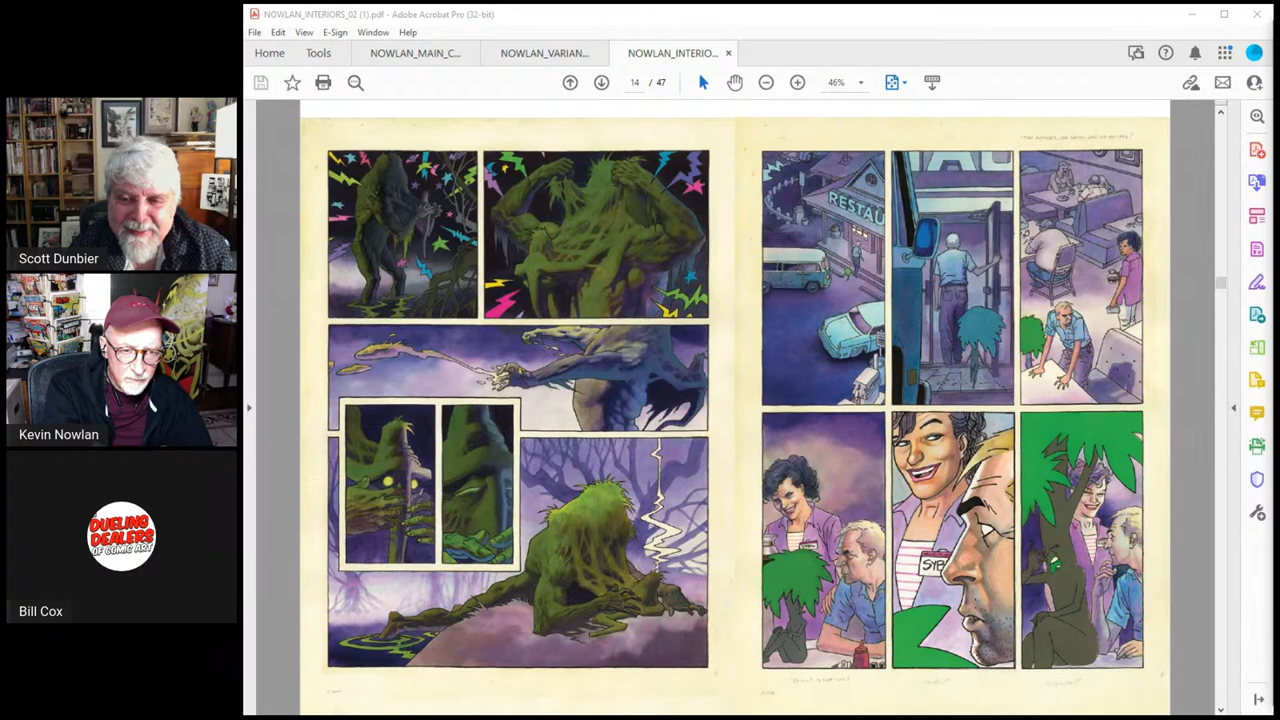 NOWLAN_INTERIORS_02 (1).pdf - Adobe Acrobat Pro (32-bit)
File Edit View E-Sign Window Help
Home Tools NOWLAN_MAIN_C... NOWLAN_VARIAN... NOWLAN_INTERIO... ×
14 / 47 46%
RESTAU
Scott Dunbier
Kevin Nowlan
SYB
DUELING
DEALERS
OF COMIC ART
Bill Cox